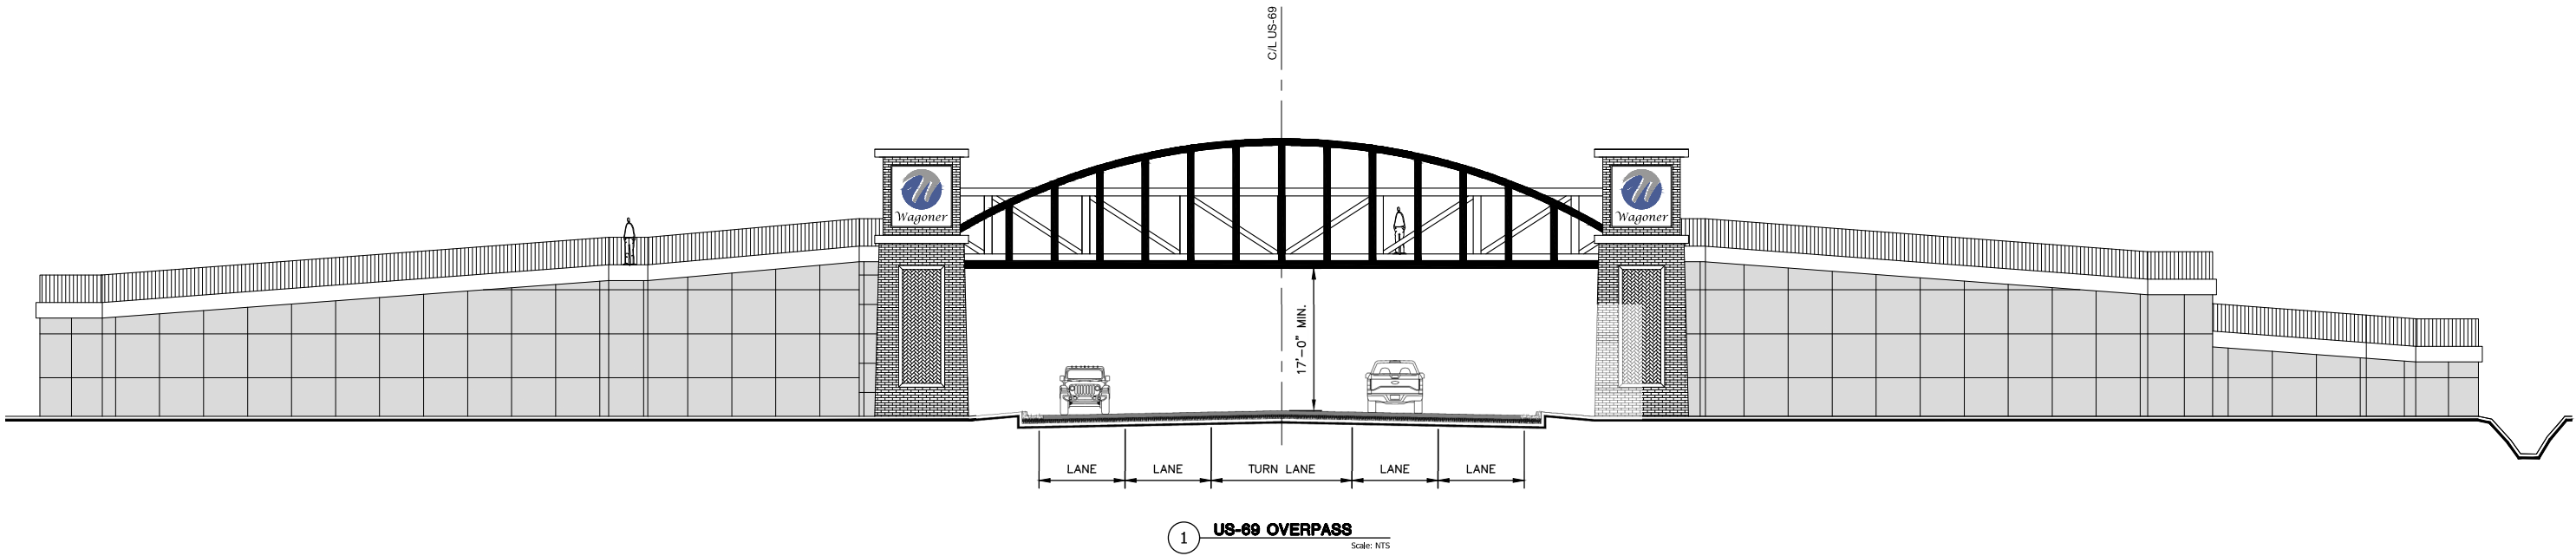 C/L US-69
Wagoner
Wagoner
17'-0" MIN.
LANE
LANE
TURN LANE
LANE
LANE
1
US-69 OVERPASS
Scale: NTS